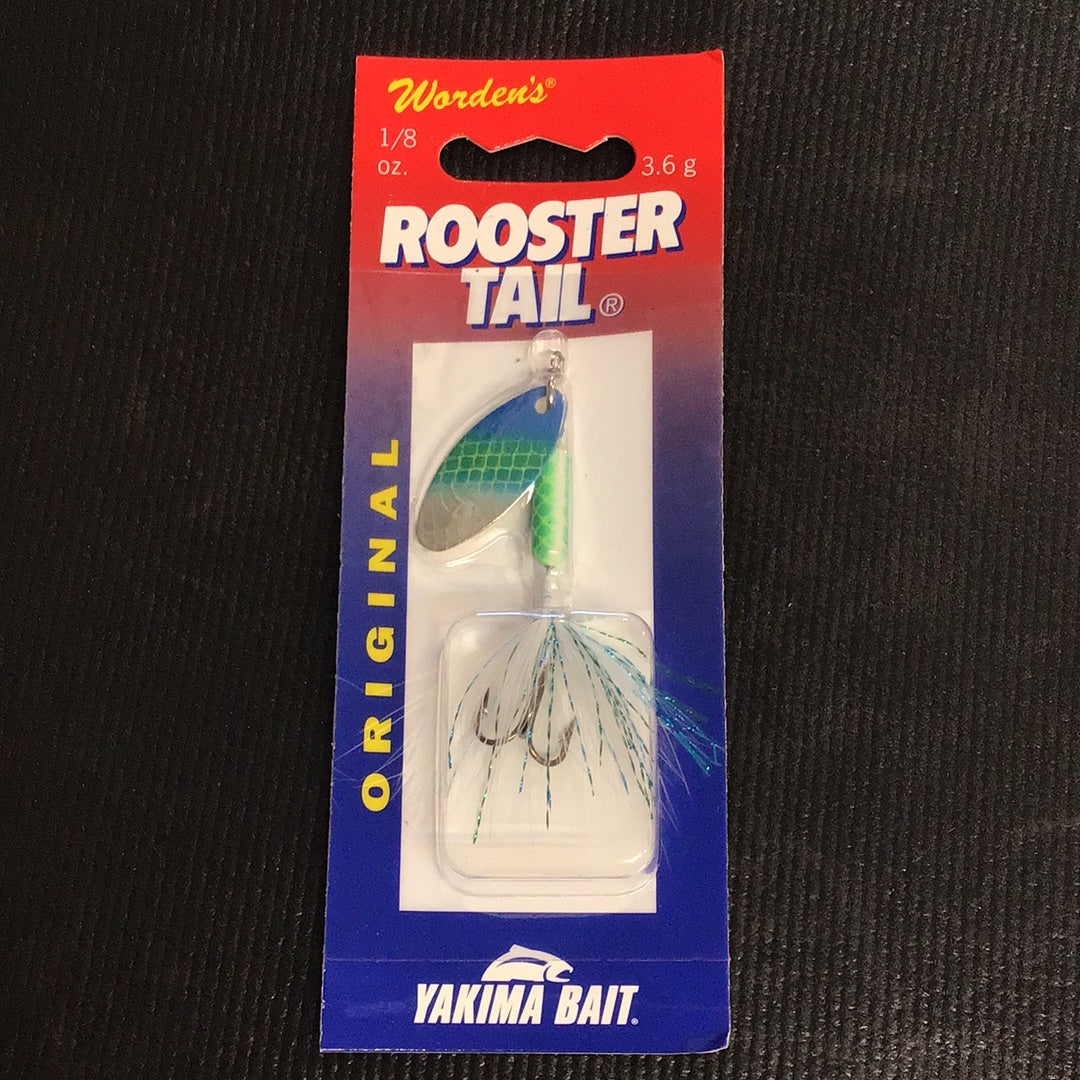 Worden's®
1/8
oz.
3.6 g
ROOSTER
TAIL®
ORIGINAL
YAKIMA BAIT®